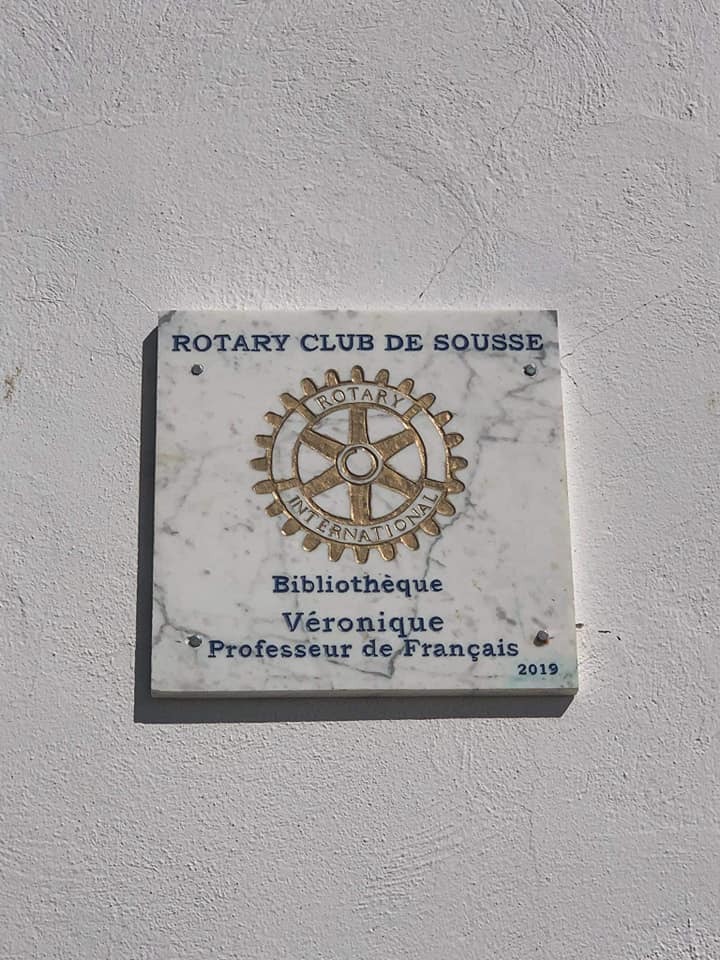 ROTARY CLUB DE SOUSSE
ROTARY
INTERNATIONAL
Bibliothèque
Véronique
Professeur de Français
2019